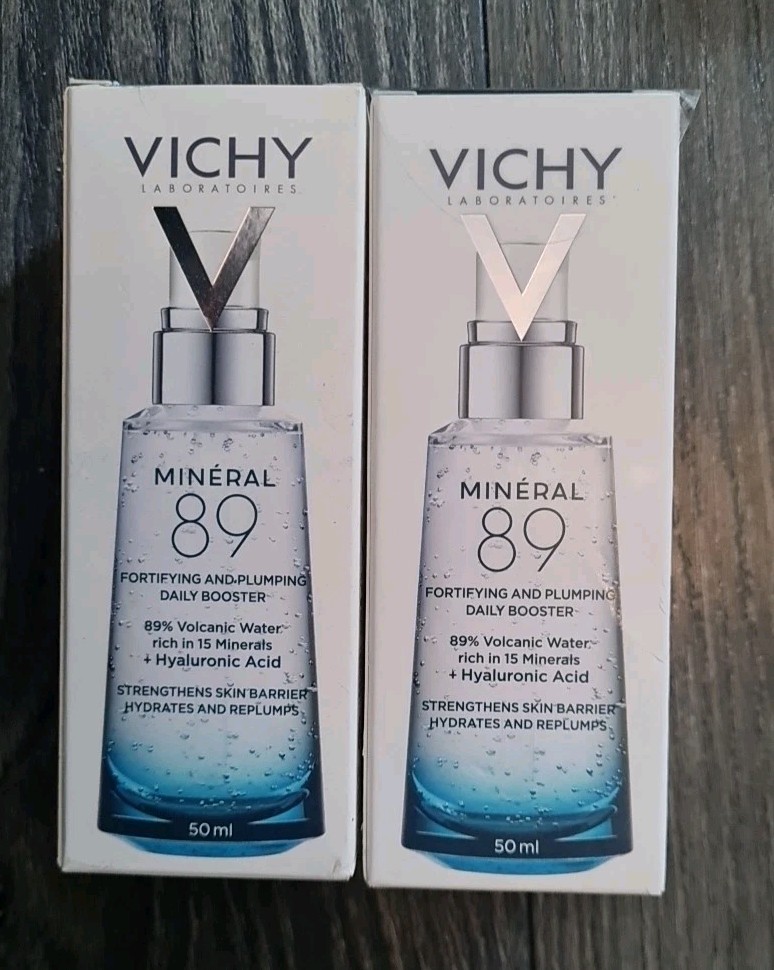 VICHY
LABORATOIRES
MINÉRAL
89
FORTIFYING AND PLUMPING
DAILY BOOSTER
89% Volcanic Water
rich in 15 Minerals
+ Hyaluronic Acid
STRENGTHENS SKIN BARRIER
HYDRATES AND REPLUMPS
50 ml
VICHY
LABORATOIRES
MINÉRAL
89
FORTIFYING AND PLUMPING
DAILY BOOSTER
89% Volcanic Water
rich in 15 Minerals
+ Hyaluronic Acid
STRENGTHENS SKIN BARRIER
HYDRATES AND REPLUMPS
50 ml